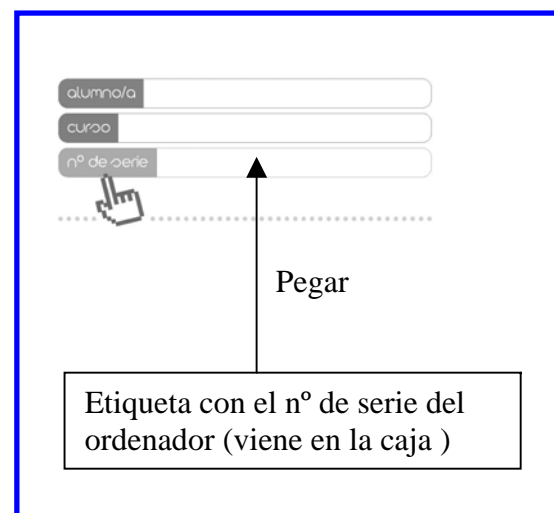 alumno/a
curso
nº de serie
Pegar
Etiqueta con el nº de serie del
ordenador (viene en la caja )